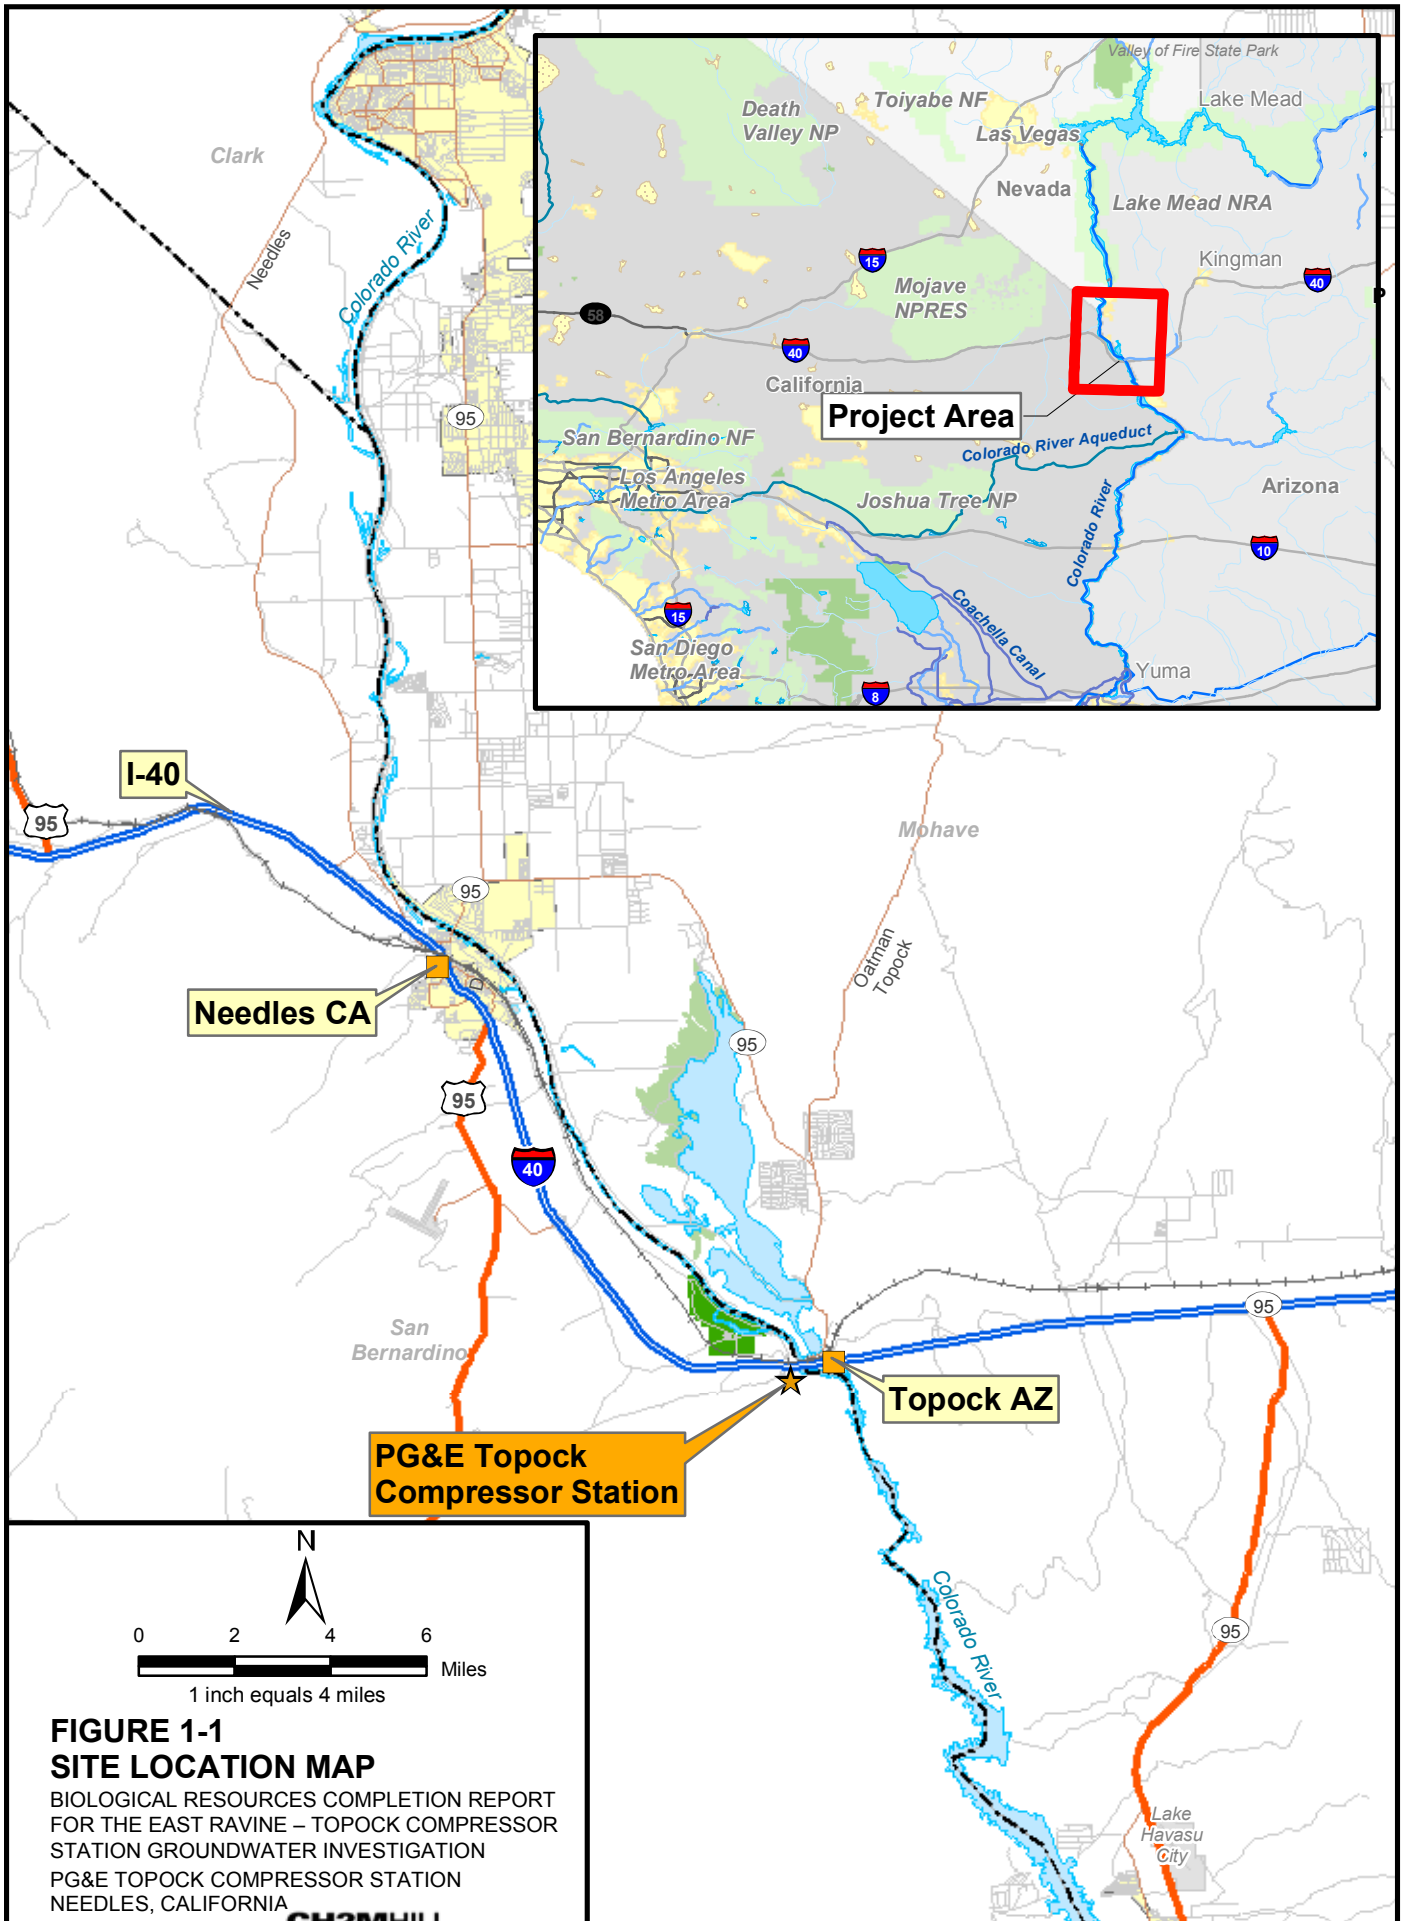 Valley of Fire State Park
Lake Mead
Death
Valley NP
Toiyabe NF
Las Vegas
Nevada
Lake Mead NRA
Kingman
15
40
Mojave
NPRES
P
58
40
California
Project Area
San Bernardino NF
Colorado River Aqueduct
Los Angeles
Metro Area
Joshua Tree NP
Arizona
Colorado River
10
15
Coachella Canal
San Diego
Metro Area
Yuma
8
Clark
Needles
Colorado River
95
I-40
95
Mohave
95
Oatman
Topock
Needles CA
D
95
95
40
San
Bernardino
95
Topock AZ
PG&E Topock
Compressor Station
Colorado River
95
Lake
Havasu
City
N
0 2 4 6
Miles
1 inch equals 4 miles
FIGURE 1-1
SITE LOCATION MAP
BIOLOGICAL RESOURCES COMPLETION REPORT
FOR THE EAST RAVINE – TOPOCK COMPRESSOR
STATION GROUNDWATER INVESTIGATION
PG&E TOPOCK COMPRESSOR STATION
NEEDLES, CALIFORNIA
CH2MHILL